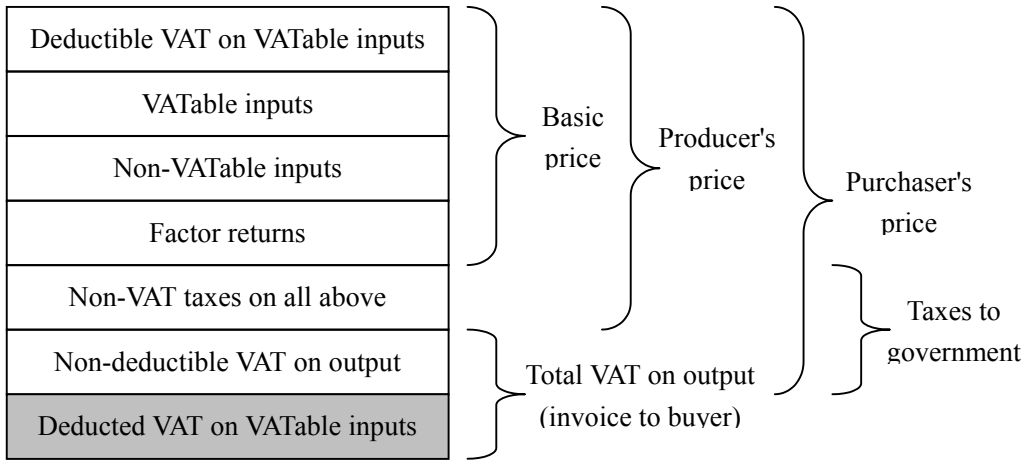 Deductible VAT on VATable inputs
VATable inputs
Non-VATable inputs
Factor returns
Non-VAT taxes on all above
Non-deductible VAT on output
Deducted VAT on VATable inputs
Basic
price
Producer's
price
Purchaser's
price
Taxes to
government
Total VAT on output
(invoice to buyer)